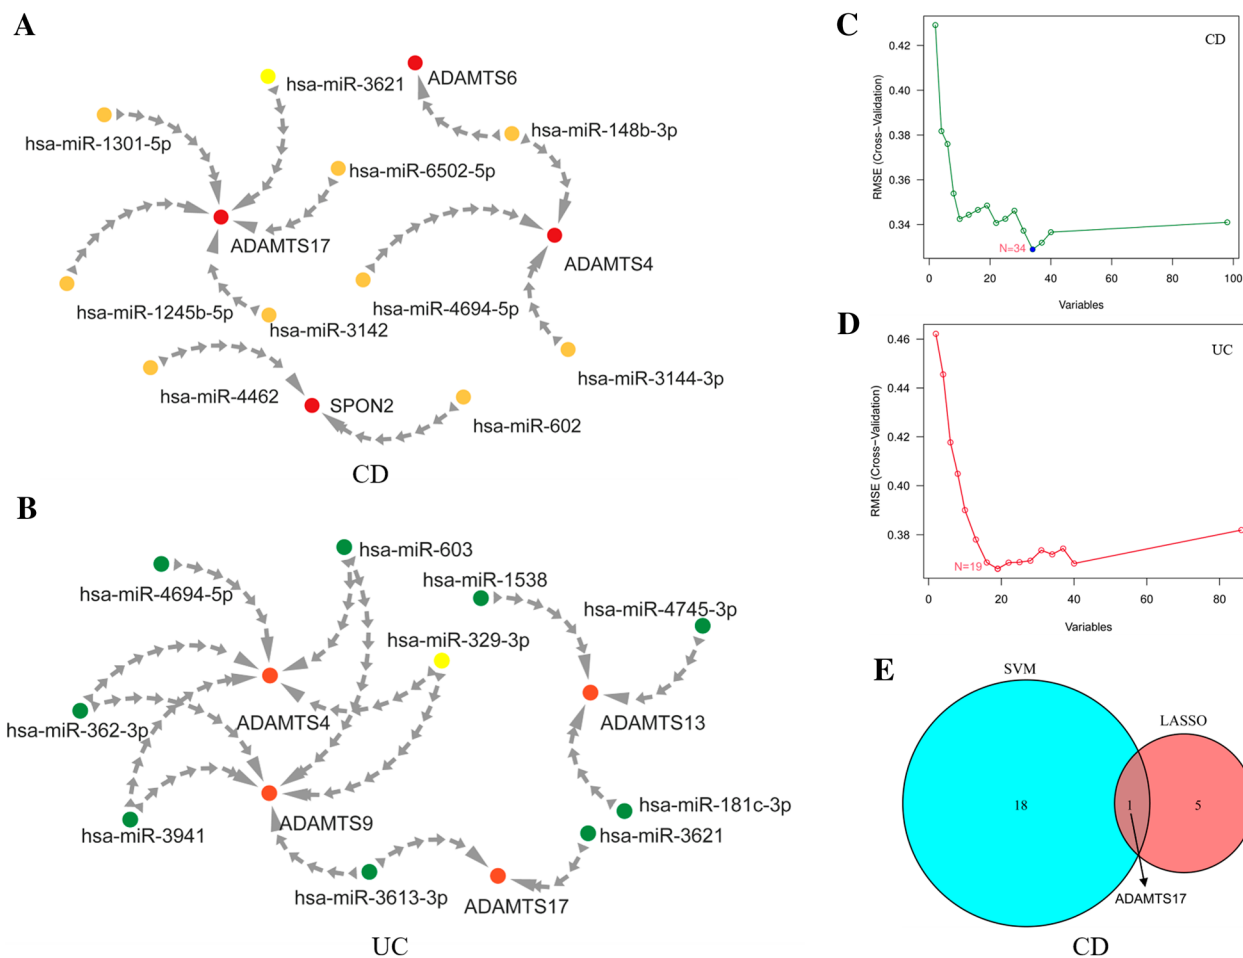 A
hsa-miR-3621
ADAMTS6
hsa-miR-1301-5p
hsa-miR-148b-3p
hsa-miR-6502-5p
ADAMTS17
ADAMTS4
hsa-miR-1245b-5p
hsa-miR-4694-5p
hsa-miR-3142
hsa-miR-3144-3p
hsa-miR-4462
SPON2
hsa-miR-602
CD
B
hsa-miR-603
hsa-miR-1538
hsa-miR-4694-5p
hsa-miR-4745-3p
hsa-miR-329-3p
ADAMTS4
ADAMTS13
hsa-miR-362-3p
hsa-miR-181c-3p
ADAMTS9
hsa-miR-3941
hsa-miR-3621
hsa-miR-3613-3p
ADAMTS17
UC
C
CD
RMSE (Cross-Validation)
0.42
0.40
0.38
0.36
0.34
N=34
0 20 40 60 80 100
Variables
D
UC
RMSE (Cross-Validation)
0.46
0.44
0.42
0.40
0.38
N=19
0 20 40 60 80
Variables
E
SVM
LASSO
18 1 5
ADAMTS17
CD